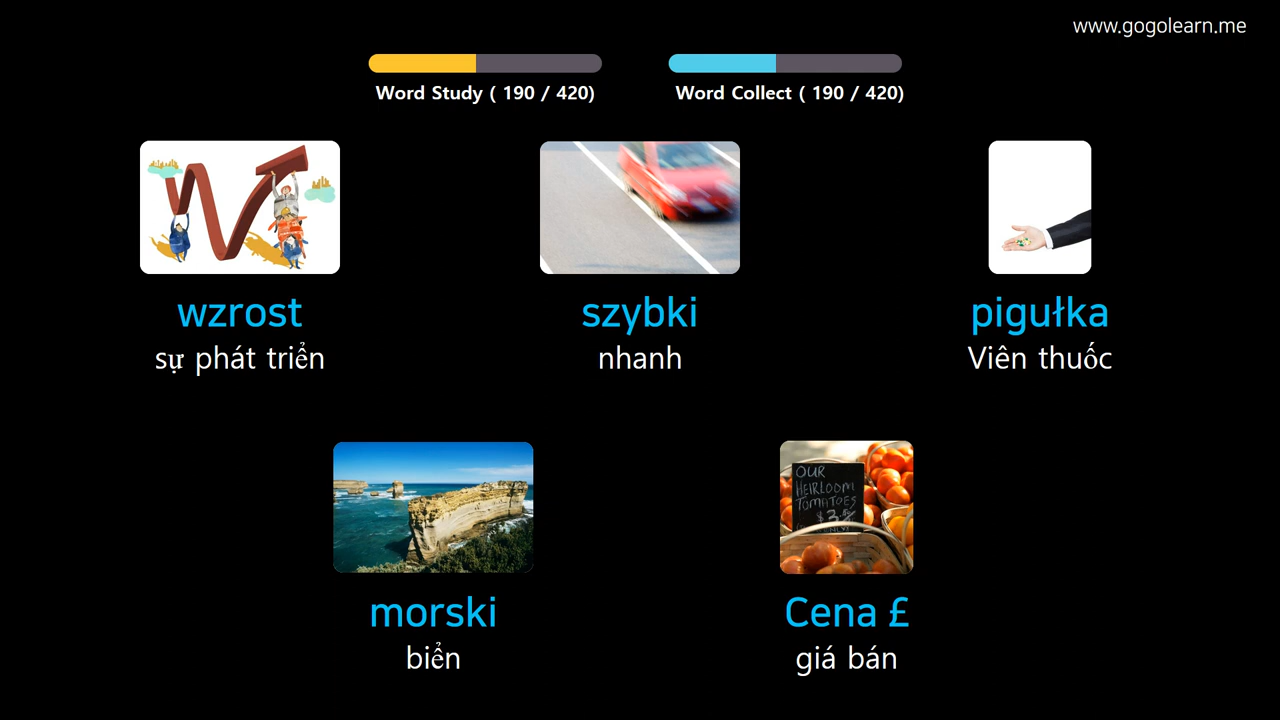 www.gogolearn.me
Word Study ( 190 / 420)
Word Collect ( 190 / 420)
wzrost
sự phát triển
szybki
nhanh
pigułka
Viên thuốc
OUR
HEIRLOOM
TOMATOES
morski
biển
Cena £
giá bán